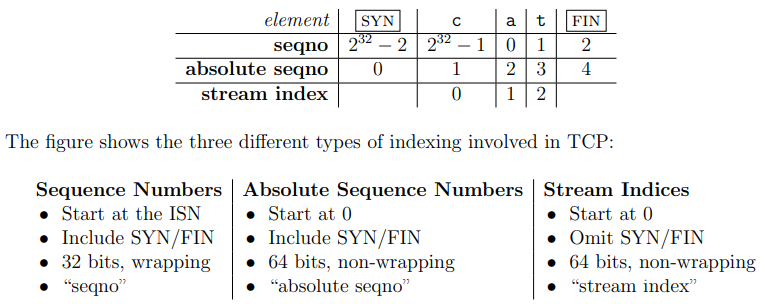 element SYN c a t FIN
seqno 2^32 − 2 2^32 − 1 0 1 2
absolute seqno 0 1 2 3 4
stream index 0 1 2
The figure shows the three different types of indexing involved in TCP:
Sequence Numbers Absolute Sequence Numbers Stream Indices
• Start at the ISN • Start at 0 • Start at 0
• Include SYN/FIN • Include SYN/FIN • Omit SYN/FIN
• 32 bits, wrapping • 64 bits, non-wrapping • 64 bits, non-wrapping
• “seqno” • “absolute seqno” • “stream index”